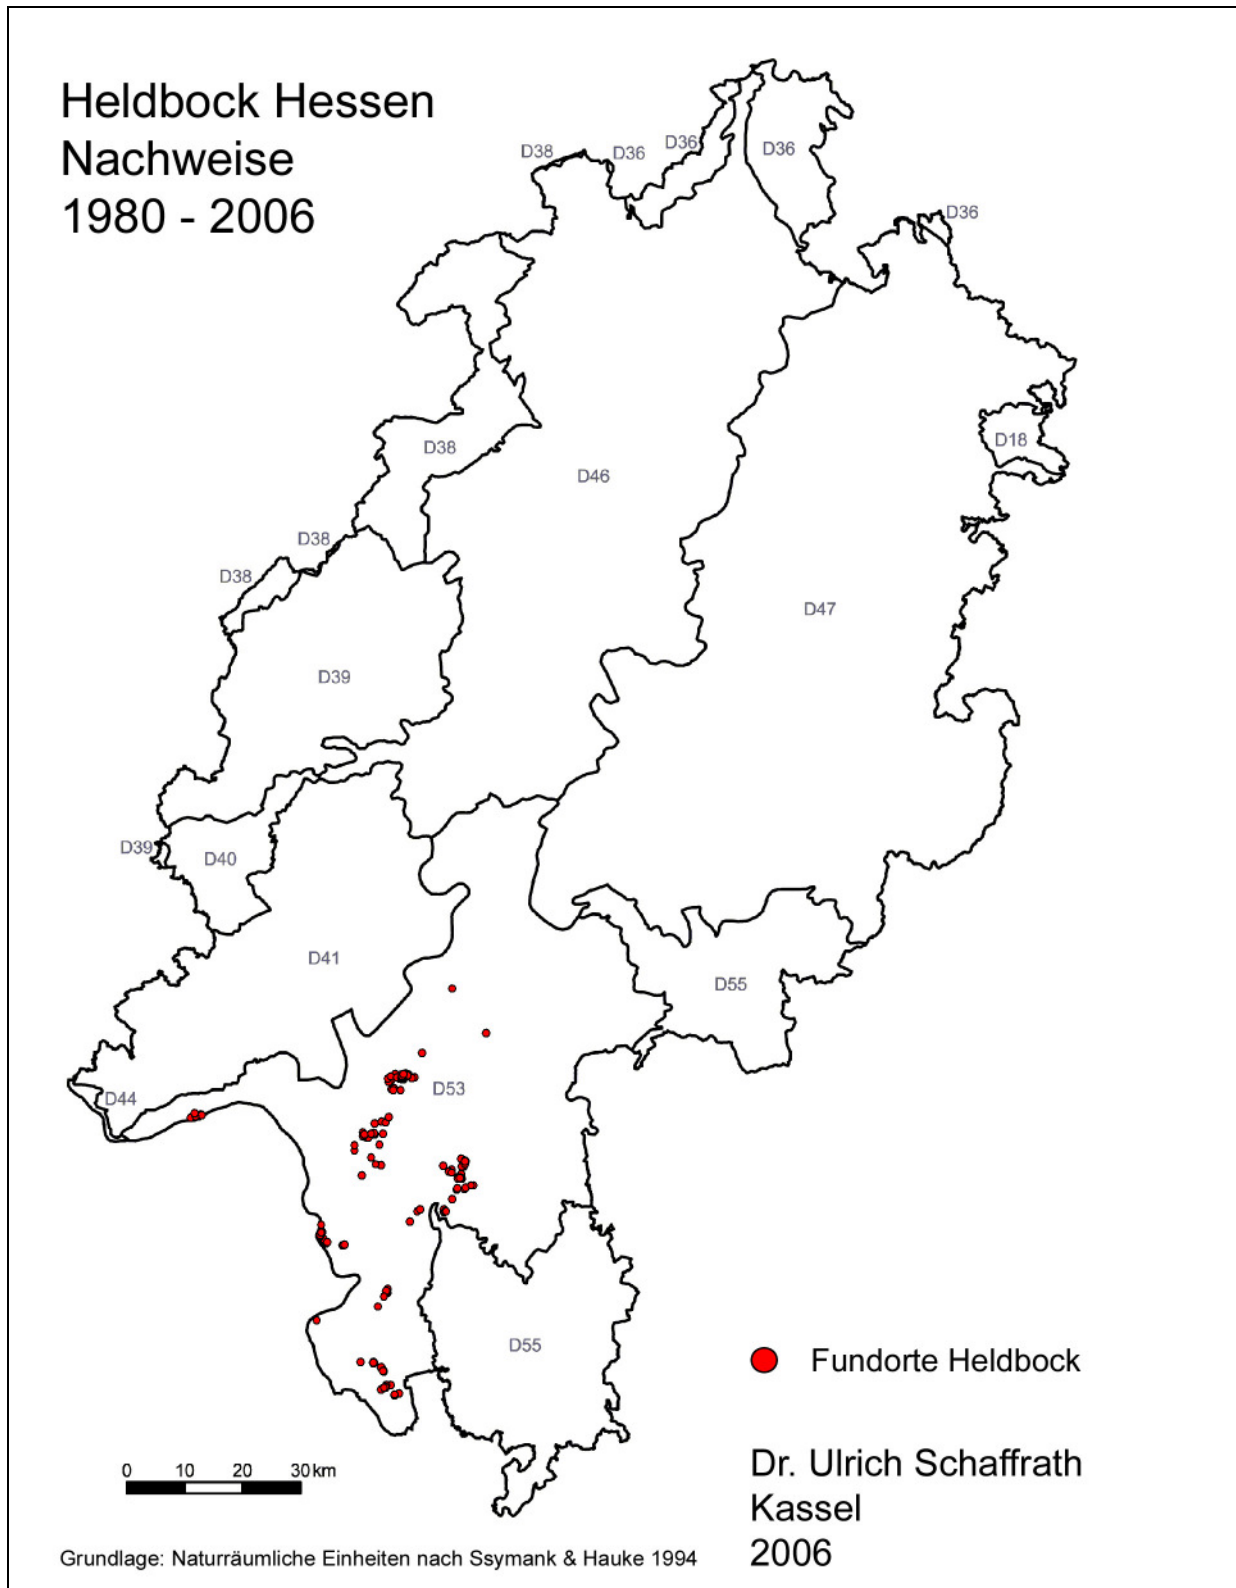 Heldbock Hessen
Nachweise
1980 - 2006
D38
D36
D36
D36
D36
D38
D18
D46
D38
D38
D47
D39
D39
D40
D41
D55
D53
D44
D55
Fundorte Heldbock
0 10 20 30 km
Dr. Ulrich Schaffrath
Kassel
2006
Grundlage: Naturräumliche Einheiten nach Ssymank & Hauke 1994